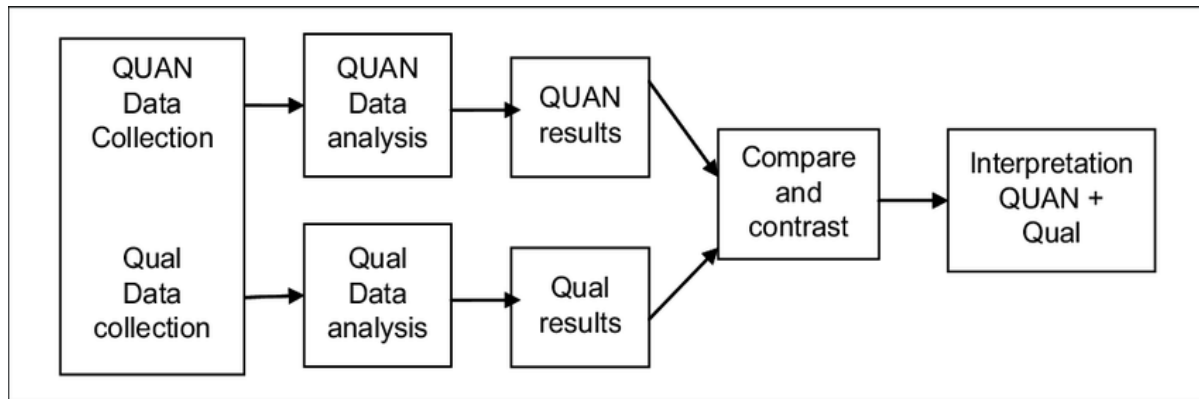 QUAN
Data
Collection
Qual
Data
collection
QUAN
Data
analysis
Qual
Data
analysis
QUAN
results
Qual
results
Compare
and
contrast
Interpretation
QUAN +
Qual